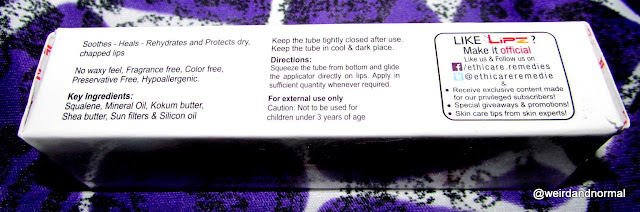 Soothes - Heals - Rehydrates and Protects dry,
chapped lips
No waxy feel, Fragrance free, Color free,
Preservative Free, Hypoallergenic.
Key Ingredients:
Squalene, Mineral Oil, Kokum butter,
Shea butter, Sun filters & Silicon oil
Keep the tube tightly closed after use.
Keep the tube in cool & dark place.
Directions:
Squeeze the tube from bottom and glide
the applicator directly on lips. Apply in
sufficient quantity whenever required.
For external use only
Caution: Not to be used for
children under 3 years of age
LIKE LIPZ ?
Make it official
Like us & Follow us on
f/ethicare.remedies
@ethicareremedie
&
• Receive exclusive content made
for our privileged subscribers!
• Special giveaways & promotions!
• Skin care tips from skin experts!
@weirdandnormal